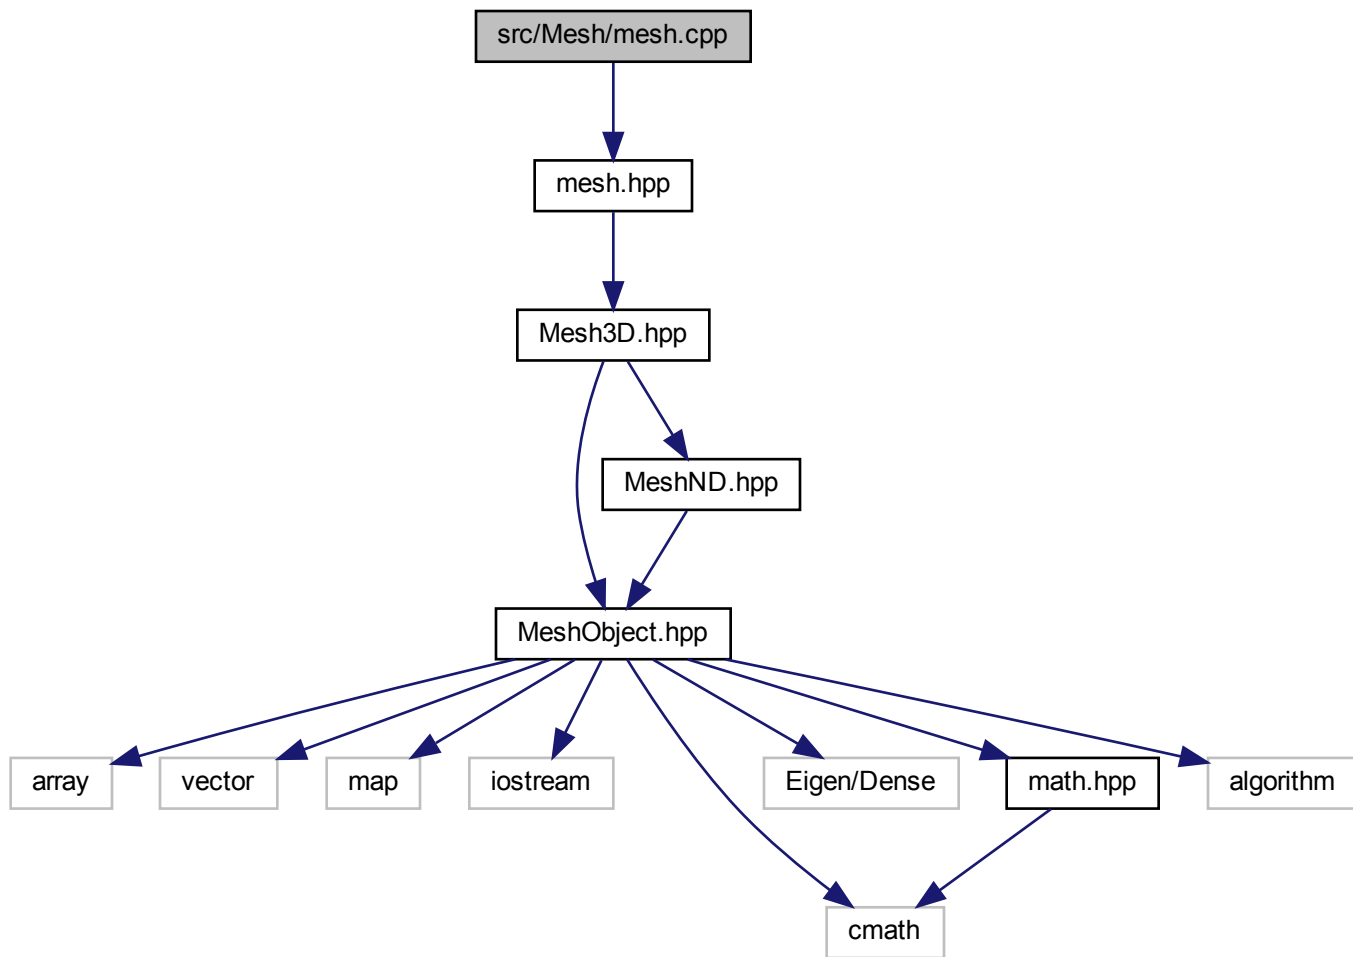 src/Mesh/mesh.cpp
mesh.hpp
Mesh3D.hpp
MeshND.hpp
MeshObject.hpp
array
vector
map
iostream
Eigen/Dense
math.hpp
algorithm
cmath